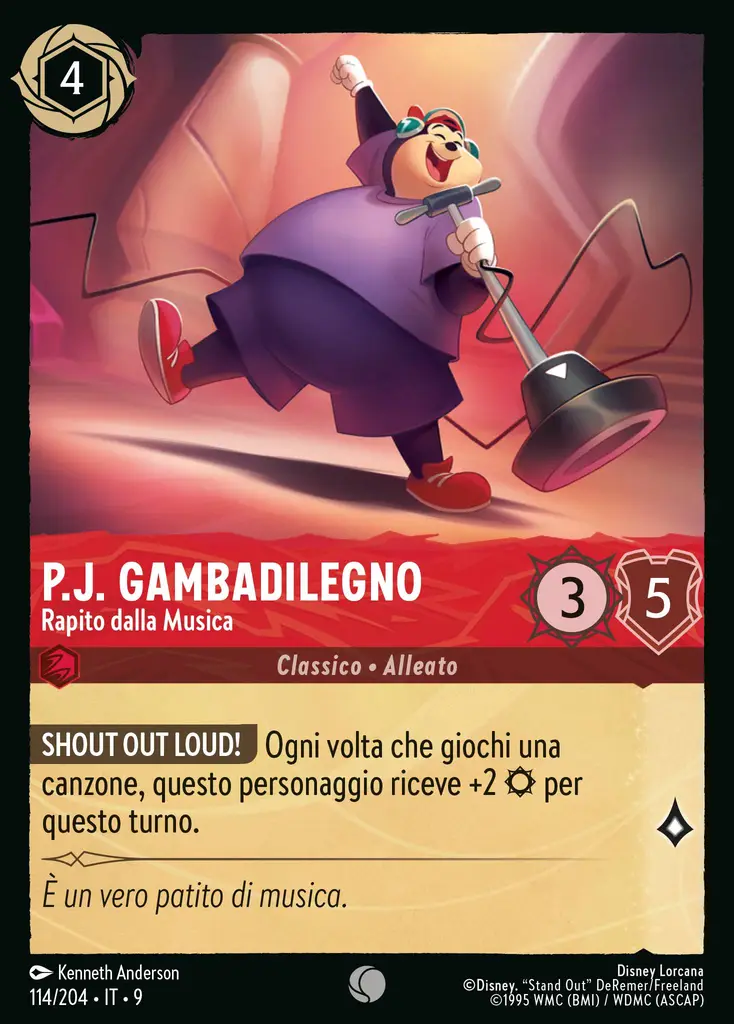 4
P.J. GAMBADILEGNO
Rapito dalla Musica
3
5
Classico • Alleato
SHOUT OUT LOUD! Ogni volta che giochi una
canzone, questo personaggio riceve +2 per
questo turno.
È un vero patito di musica.
Kenneth Anderson
114/204 • IT • 9
Disney Lorcana
©Disney. “Stand Out” DeRemer/Freeland
©1995 WMC (BMI) / WDMC (ASCAP)